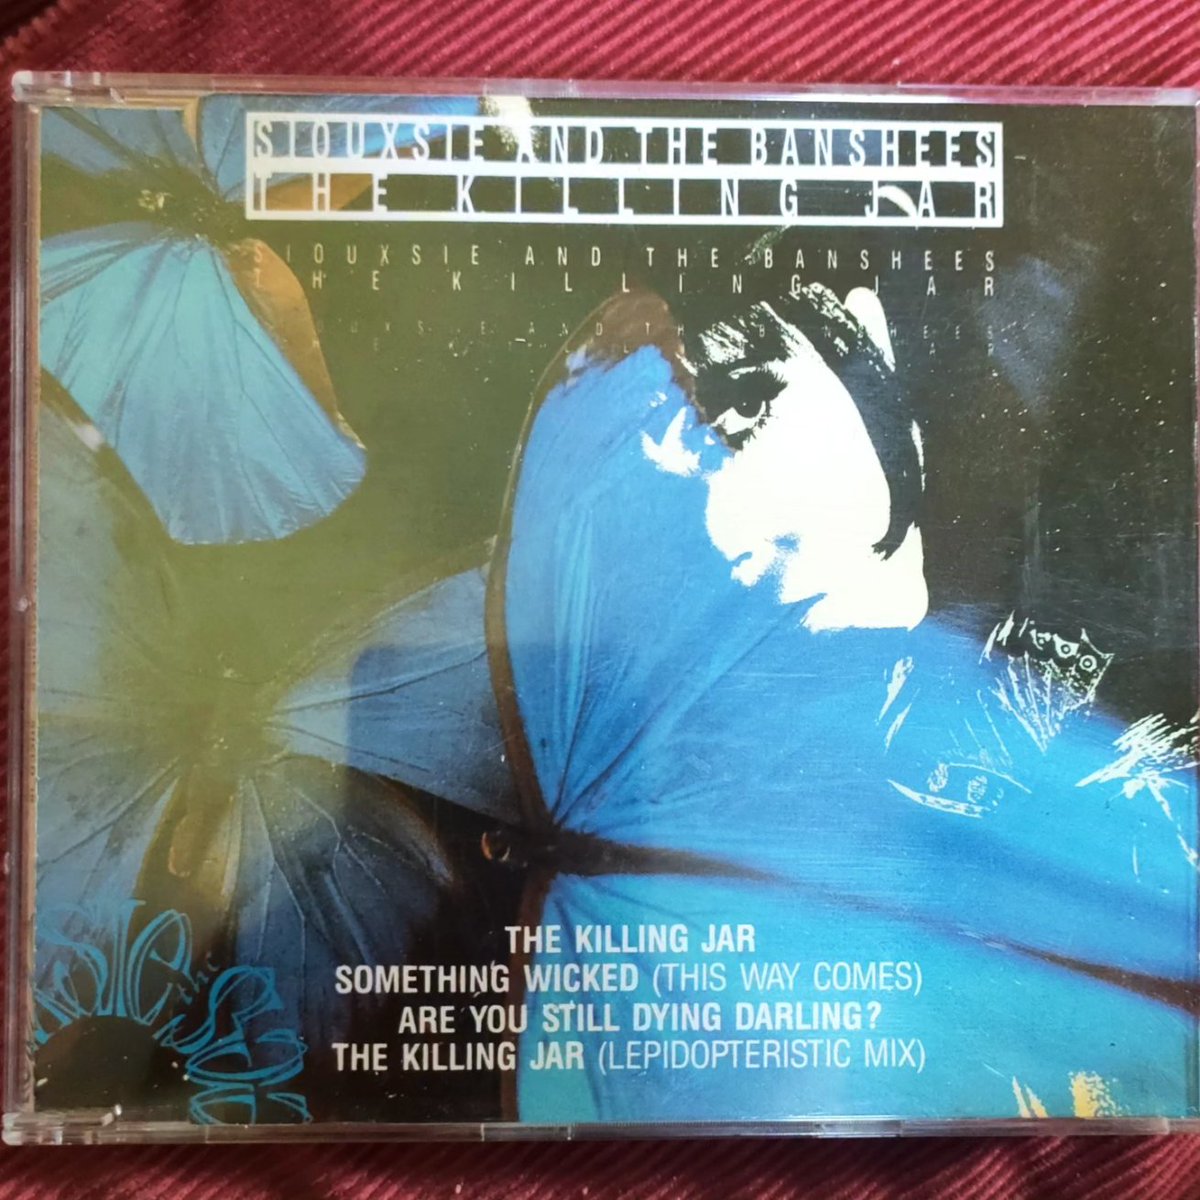 SIOUXSIE AND THE BANSHEES
THE KILLING JAR
SIOUXSIE AND THE BANSHEES
THE KILLING JAR
THE KILLING JAR
SOMETHING WICKED (THIS WAY COMES)
ARE YOU STILL DYING DARLING?
THE KILLING JAR (LEPIDOPTERISTIC MIX)